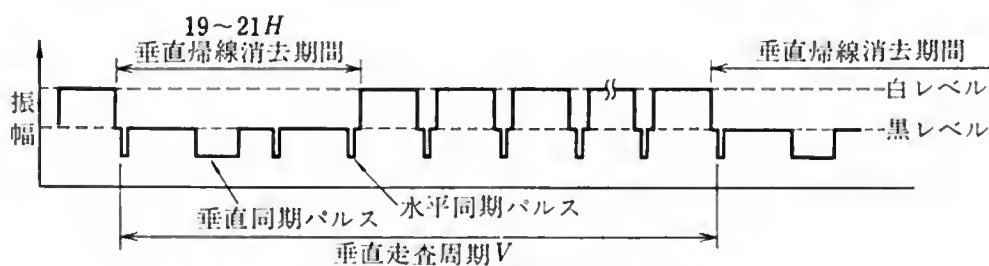 19～21H
垂直帰線消去期間
垂直帰線消去期間
振幅
白レベル
黒レベル
垂直同期パルス
水平同期パルス
垂直走査周期V